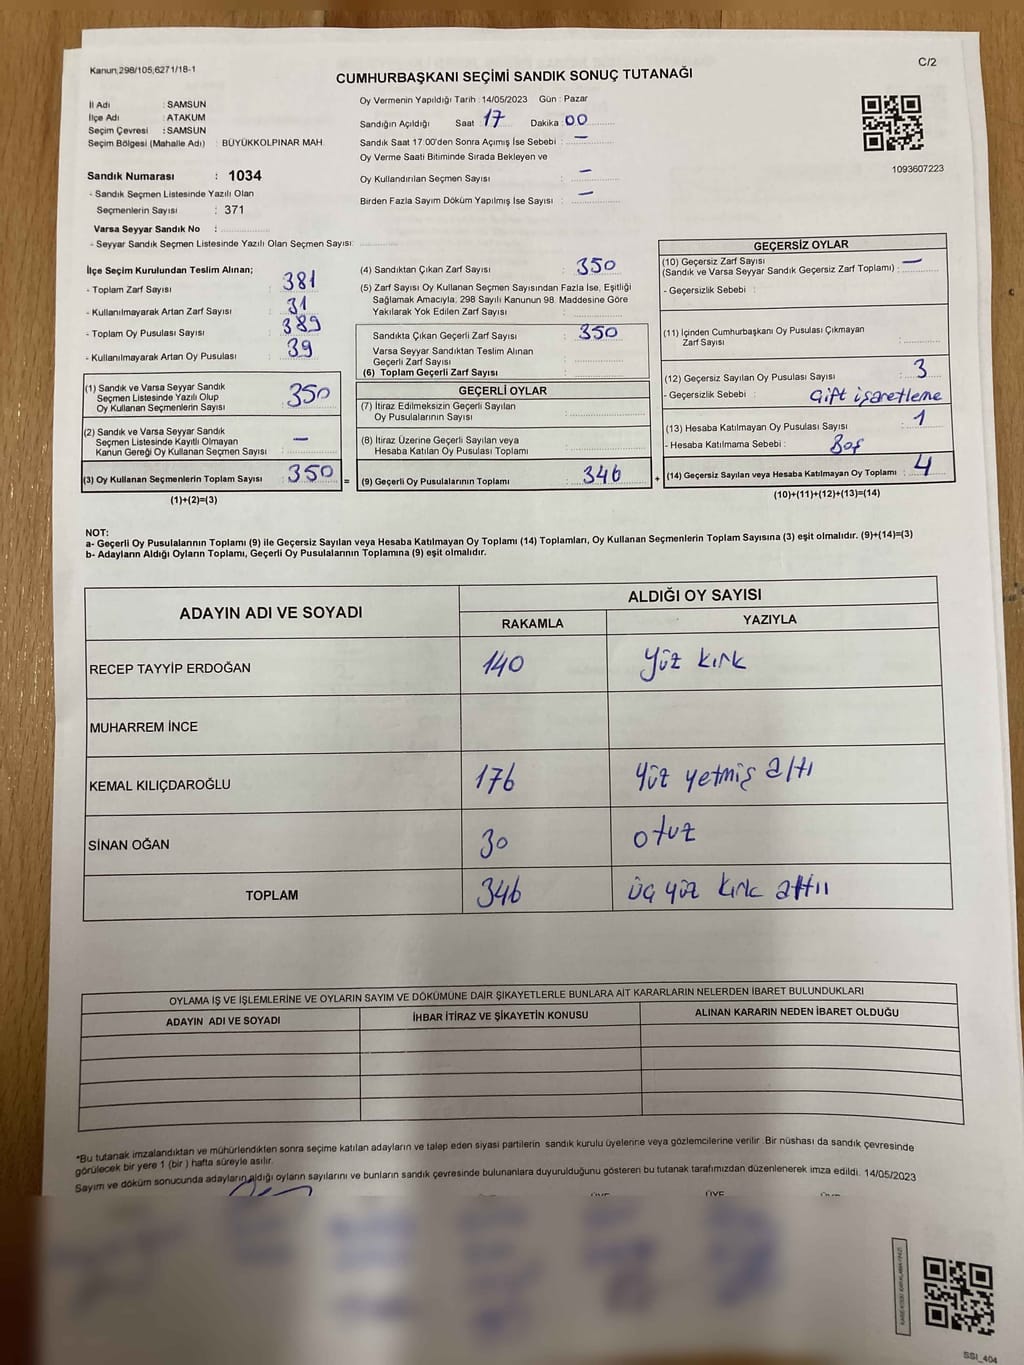 Kanun,298/105,6271/18-1
C/2
CUMHURBAŞKANI SEÇİMİ SANDIK SONUÇ TUTANAĞI
İl Adı : SAMSUN
İlçe Adı : ATAKUM
Seçim Çevresi : SAMSUN
Seçim Bölgesi (Mahalle Adı) : BÜYÜKKOLPINAR MAH.
Sandık Numarası : 1034
- Sandık Seçmen Listesinde Yazılı Olan
Seçmenlerin Sayısı : 371
Varsa Seyyar Sandık No :
- Seyyar Sandık Seçmen Listesinde Yazılı Olan Seçmen Sayısı:
Oy Vermenin Yapıldığı Tarih : 14/05/2023 Gün : Pazar
Sandığın Açıldığı Saat 17 Dakika : 00
Sandık Saat 17:00'den Sonra Açımış İse Sebebi : —
Oy Verme Saati Bitiminde Sırada Bekleyen ve
Oy Kullandırılan Seçmen Sayısı : —
Birden Fazla Sayım Döküm Yapılmış İse Sayısı : —
1093607223
İlçe Seçim Kurulundan Teslim Alınan;
- Toplam Zarf Sayısı : 381
- Kullanılmayarak Artan Zarf Sayısı : 31
- Toplam Oy Pusulası Sayısı : 389
- Kullanılmayarak Artan Oy Pusulası : 39
(1) Sandık ve Varsa Seyyar Sandık
Seçmen Listesinde Yazılı Olup
Oy Kullanan Seçmenlerin Sayısı : 350
(2) Sandık ve Varsa Seyyar Sandık
Seçmen Listesinde Kayıtlı Olmayan
Kanun Gereği Oy Kullanan Seçmen Sayısı : —
(3) Oy Kullanan Seçmenlerin Toplam Sayısı : 350 =
(1)+(2)=(3)
(4) Sandıktan Çıkan Zarf Sayısı : 350
(5) Zarf Sayısı Oy Kullanan Seçmen Sayısından Fazla İse, Eşitliği
Sağlamak Amacıyla, 298 Sayılı Kanunun 98. Maddesine Göre
Yakılarak Yok Edilen Zarf Sayısı :
Sandıkta Çıkan Geçerli Zarf Sayısı : 350
Varsa Seyyar Sandıktan Teslim Alınan
Geçerli Zarf Sayısı :
(6) Toplam Geçerli Zarf Sayısı :
GEÇERLİ OYLAR
(7) İtiraz Edilmeksizin Geçerli Sayılan
Oy Pusulalarının Sayısı :
(8) İtiraz Üzerine Geçerli Sayılan veya
Hesaba Katılan Oy Pusulası Toplamı :
(9) Geçerli Oy Pusulalarının Toplamı : 346 +
GEÇERSİZ OYLAR
(10) Geçersiz Zarf Sayısı
(Sandık ve Varsa Seyyar Sandık Geçersiz Zarf Toplamı) : —
- Geçersizlik Sebebi :
(11) İçinden Cumhurbaşkanı Oy Pusulası Çıkmayan
Zarf Sayısı :
(12) Geçersiz Sayılan Oy Pusulası Sayısı : 3
- Geçersizlik Sebebi : Çift işaretleme
(13) Hesaba Katılmayan Oy Pusulası Sayısı : 1
- Hesaba Katılmama Sebebi : Boş
(14) Geçersiz Sayılan veya Hesaba Katılmayan Oy Toplamı : 4
(10)+(11)+(12)+(13)=(14)
NOT:
a- Geçerli Oy Pusulalarının Toplamı (9) ile Geçersiz Sayılan veya Hesaba Katılmayan Oy Toplamı (14) Toplamları, Oy Kullanan Seçmenlerin Toplam Sayısına (3) eşit olmalıdır. (9)+(14)=(3)
b- Adayların Aldığı Oyların Toplamı, Geçerli Oy Pusulalarının Toplamına (9) eşit olmalıdır.
ADAYIN ADI VE SOYADI
ALDIĞI OY SAYISI
RAKAMLA YAZIYLA
RECEP TAYYİP ERDOĞAN 140 yüz kırk
MUHARREM İNCE
KEMAL KILIÇDAROĞLU 176 yüz yetmiş altı
SİNAN OĞAN 30 otuz
TOPLAM 346 üç yüz kırk altı
OYLAMA İŞ VE İŞLEMLERİNE VE OYLARIN SAYIM VE DÖKÜMÜNE DAİR ŞİKAYETLERLE BUNLARA AİT KARARLARIN NELERDEN İBARET BULUNDUKLARI
ADAYIN ADI VE SOYADI İHBAR İTİRAZ VE ŞİKAYETİN KONUSU ALINAN KARARIN NEDEN İBARET OLDUĞU
*Bu tutanak imzalandıktan ve mühürlendikten sonra seçime katılan adayların ve talep eden siyasi partilerin sandık kurulu üyelerine veya gözlemcilerine verilir. Bir nüshası da sandık çevresinde
görülecek bir yere 1 (bir) hafta süreyle asılır.
Sayım ve döküm sonucunda adayların aldığı oyların sayılarını ve bunların sandık çevresinde bulunanlara duyurulduğunu gösteren bu tutanak tarafımızdan düzenlenerek imza edildi. 14/05/2023
SSI_404